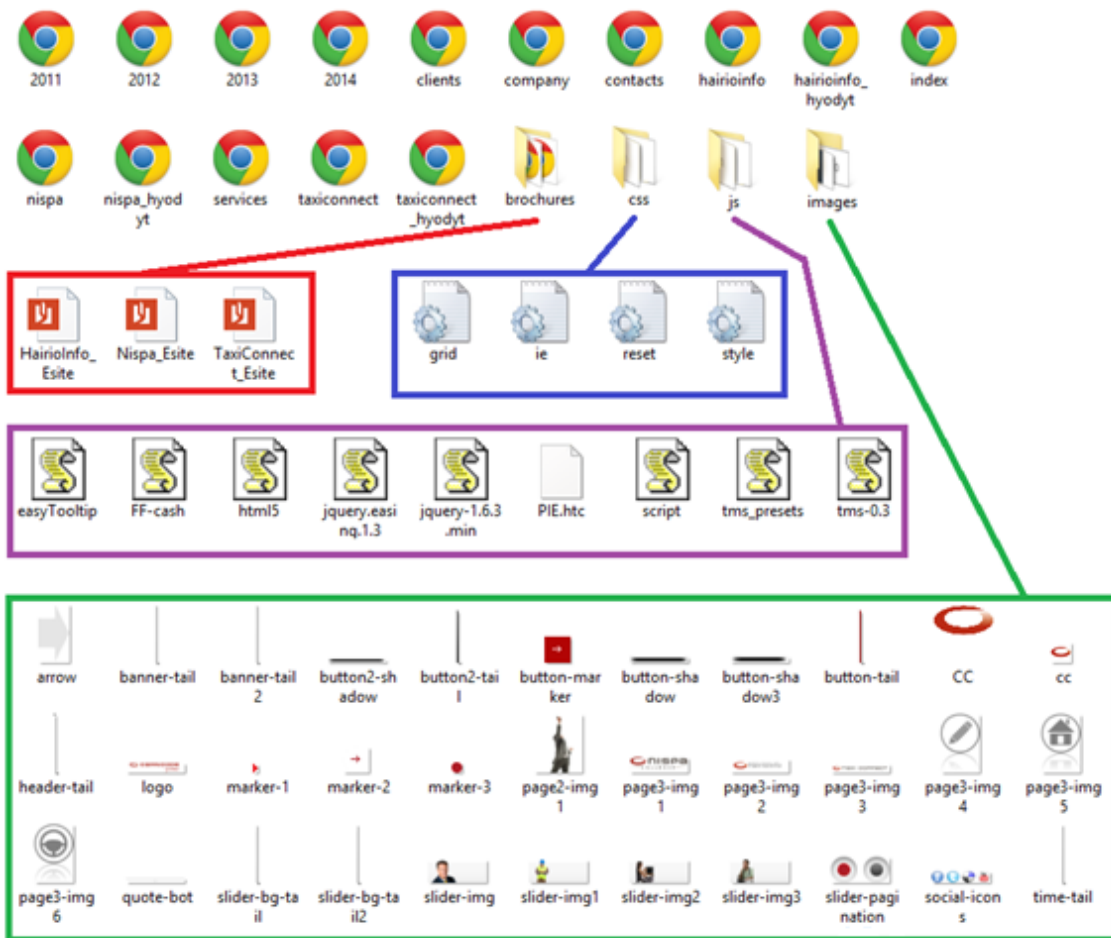 2011 2012 2013 2014 clients company contacts hairioinfo hairioinfo_ index
hyodyt
nispa nispa_hyod services taxiconnect taxiconnect brochures css js images
yt _hyodyt
HairioInfo_ Nispa_Esite TaxiConnec
Esite t_Esite
grid ie reset style
easyTooltip FF-cash html5 jquery.easi jquery-1.6.3 PIE.htc script tms_presets tms-0.3
ng.1.3 .min
arrow banner-tail banner-tail button2-sh button2-tai button-mar button-sha button-sha button-tail CC cc
2 adow l ker dow dow3
header-tail logo marker-1 marker-2 marker-3 page2-img page3-img page3-img page3-img page3-img page3-img
1 1 2 3 4 5
page3-img quote-bot slider-bg-ta slider-bg-ta slider-img slider-img1 slider-img2 slider-img3 slider-pagi social-icon time-tail
6 il il2 nation s